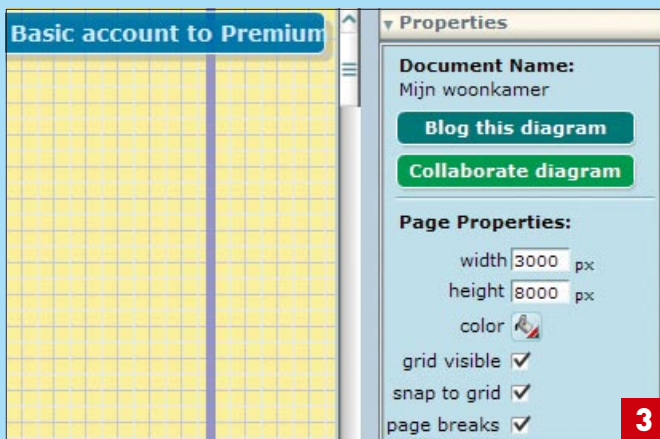 Basic account to Premium
Properties
Document Name:
Mijn woonkamer
Blog this diagram
Collaborate diagram
Page Properties:
width 3000 px
height 8000 px
color
grid visible
snap to grid
page breaks
3